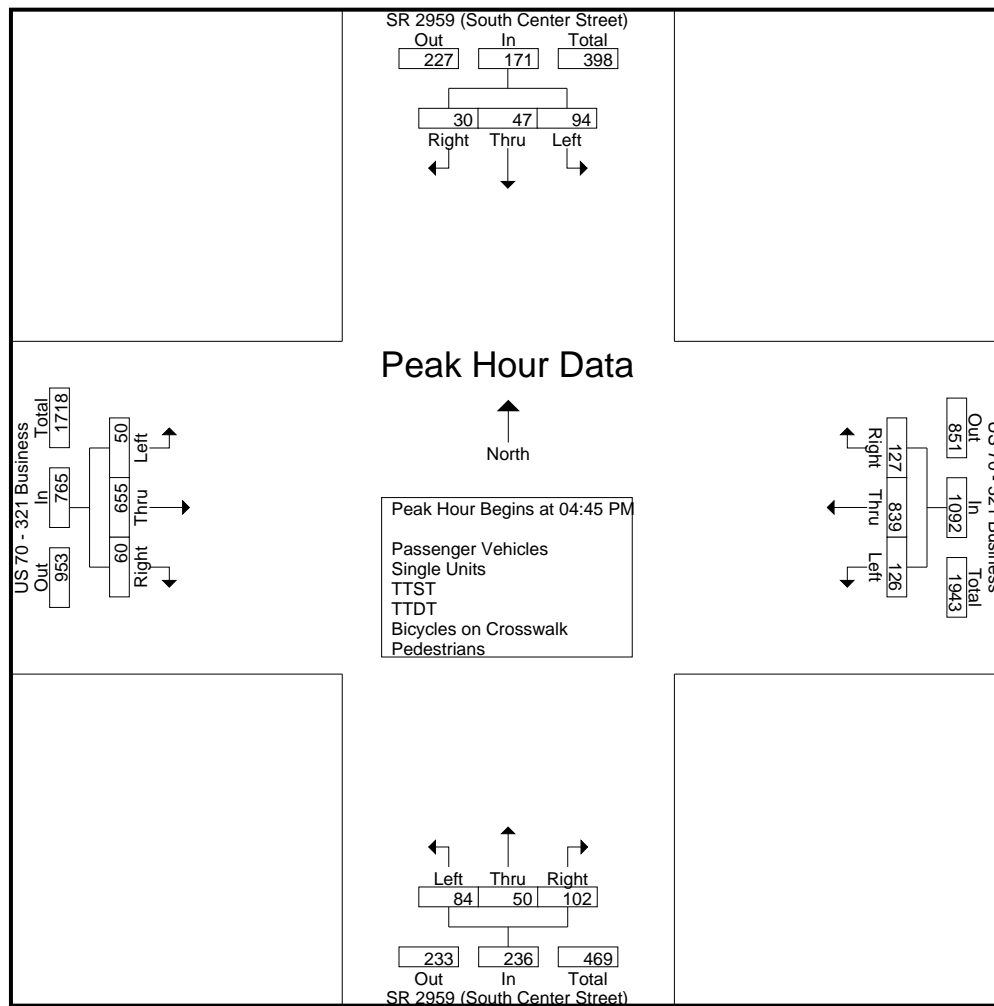 SR 2959 (South Center Street)
Out In Total
227 171 398
30 47 94
Right Thru Left
Peak Hour Data
North
Peak Hour Begins at 04:45 PM
Passenger Vehicles
Single Units
TTST
TTDT
Bicycles on Crosswalk
Pedestrians
US 70 - 321 Business
Out In Total
953 765 1718
Left Thru Right
50 655 60
US 70 - 321 Business
Out In Total
851 1092 1943
Right Thru Left
127 839 126
Left Thru Right
84 50 102
233 236 469
Out In Total
SR 2959 (South Center Street)